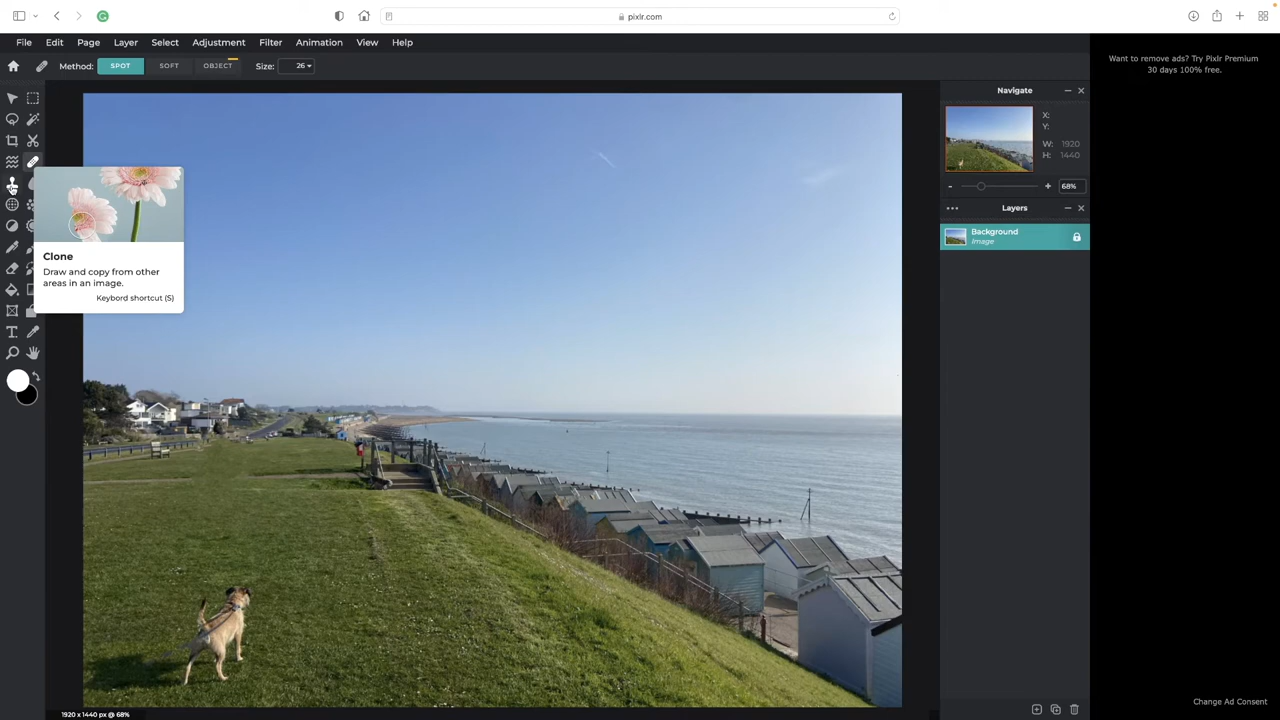 pixlr.com
File Edit Page Layer Select Adjustment Filter Animation View Help
Method: SPOT SOFT OBJECT Size: 26
Want to remove ads? Try Pixlr Premium
30 days 100% free.
Navigate
X:
Y:
W: 1920
H: 1440
68%
Layers
Background
Image
Clone
Draw and copy from other
areas in an image.
Keybord shortcut (S)
1920 x 1440 px @ 68%
Change Ad Consent